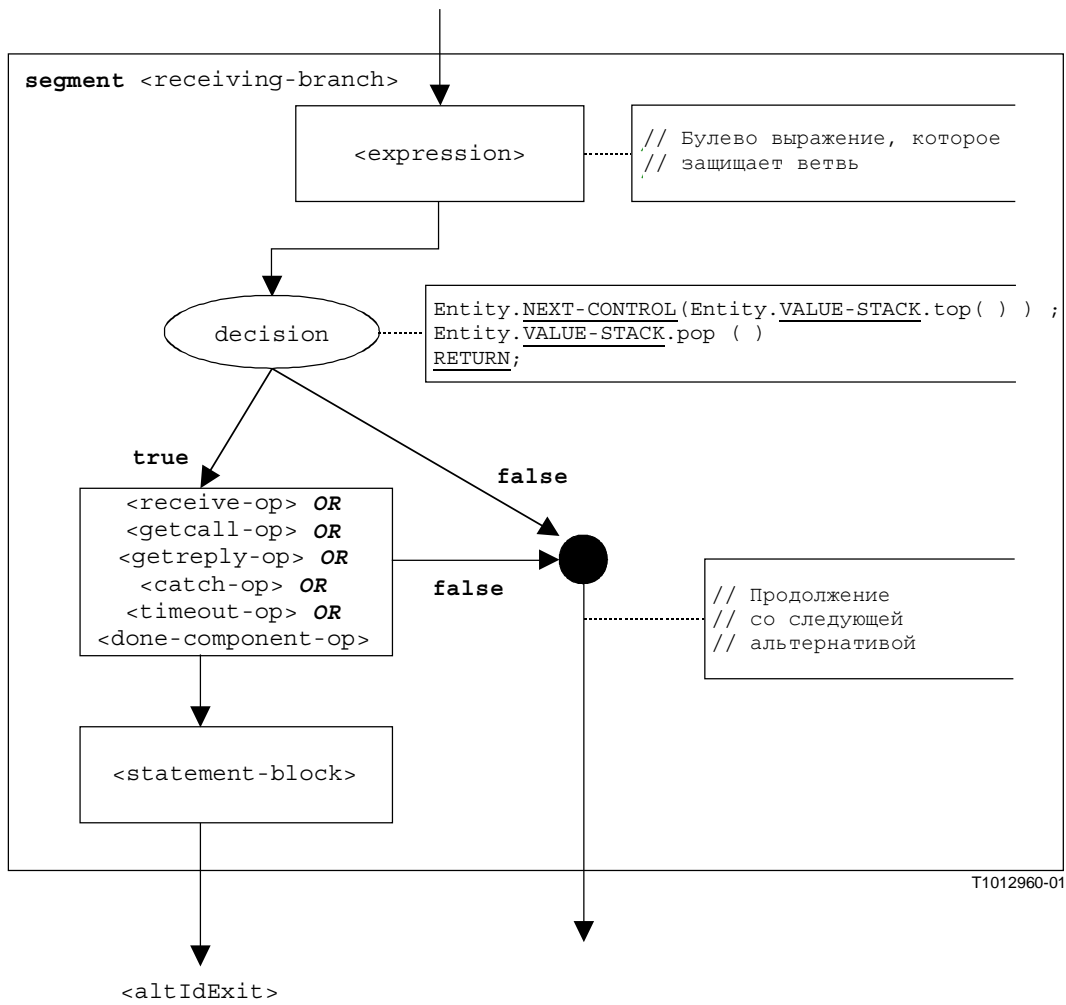 segment <receiving-branch>
<expression>
// Булево выражение, которое
// защищает ветвь
decision
Entity.NEXT-CONTROL(Entity.VALUE-STACK.top( ) ) ;
Entity.VALUE-STACK.pop ( )
RETURN;
true
false
<receive-op> OR
<getcall-op> OR
<getreply-op> OR
<catch-op> OR
<timeout-op> OR
<done-component-op>
false
// Продолжение
// со следующей
// альтернативой
<statement-block>
T1012960-01
<altIdExit>